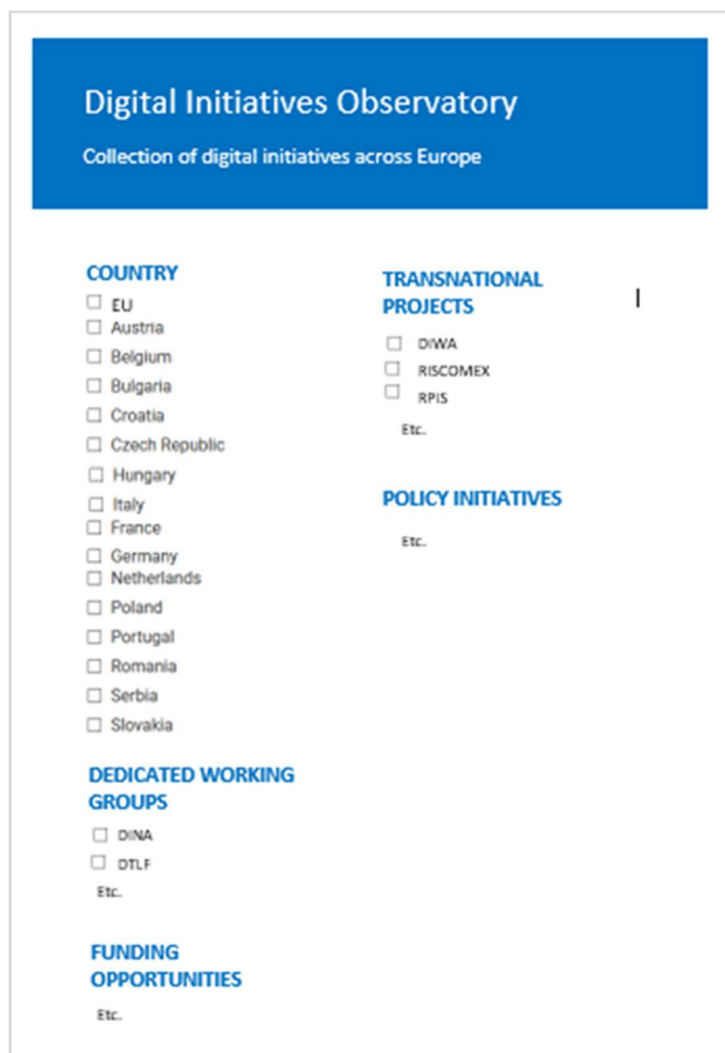 Digital Initiatives Observatory
Collection of digital initiatives across Europe
COUNTRY
EU
Austria
Belgium
Bulgaria
Croatia
Czech Republic
Hungary
Italy
France
Germany
Netherlands
Poland
Portugal
Romania
Serbia
Slovakia
DEDICATED WORKING
GROUPS
DINA
DTLF
Etc.
FUNDING
OPPORTUNITIES
Etc.
TRANSNATIONAL
PROJECTS
DIWA
RISCOMEX
RPIS
Etc.
POLICY INITIATIVES
Etc.